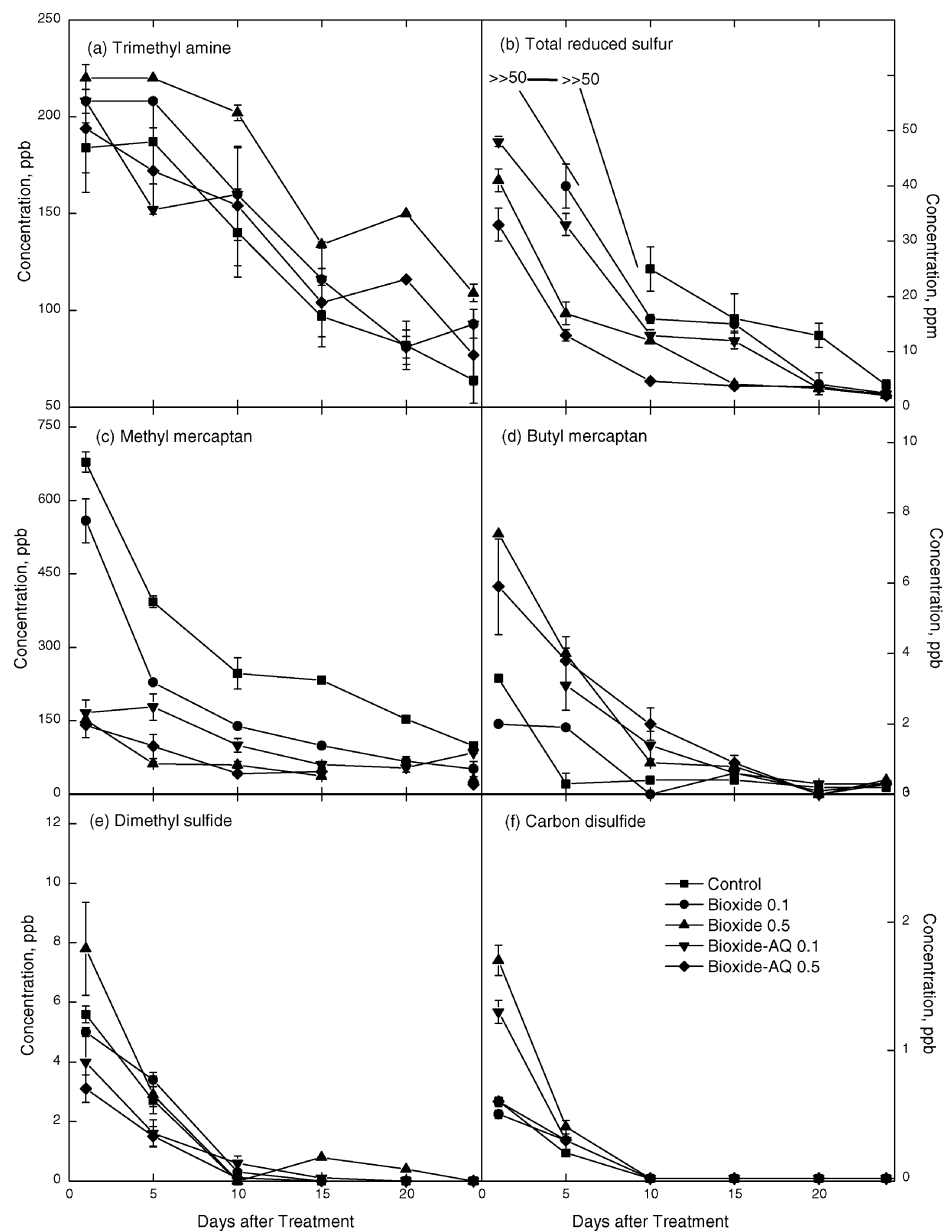 250
200
150
100
50
Concentration, ppb
(a) Trimethyl amine
(b) Total reduced sulfur
>>50
>>50
50
40
30
20
10
0
Concentration, ppm
750
600
450
300
150
0
Concentration, ppb
(c) Methyl mercaptan
(d) Butyl mercaptan
10
8
6
4
2
0
Concentration, ppb
12
10
8
6
4
2
0
Concentration, ppb
(e) Dimethyl sulfide
(f) Carbon disulfide
Control
Bioxide 0.1
Bioxide 0.5
Bioxide-AQ 0.1
Bioxide-AQ 0.5
2
1
0
Concentration, ppb
0 5 10 15 20 0 5 10 15 20
Days after Treatment Days after Treatment